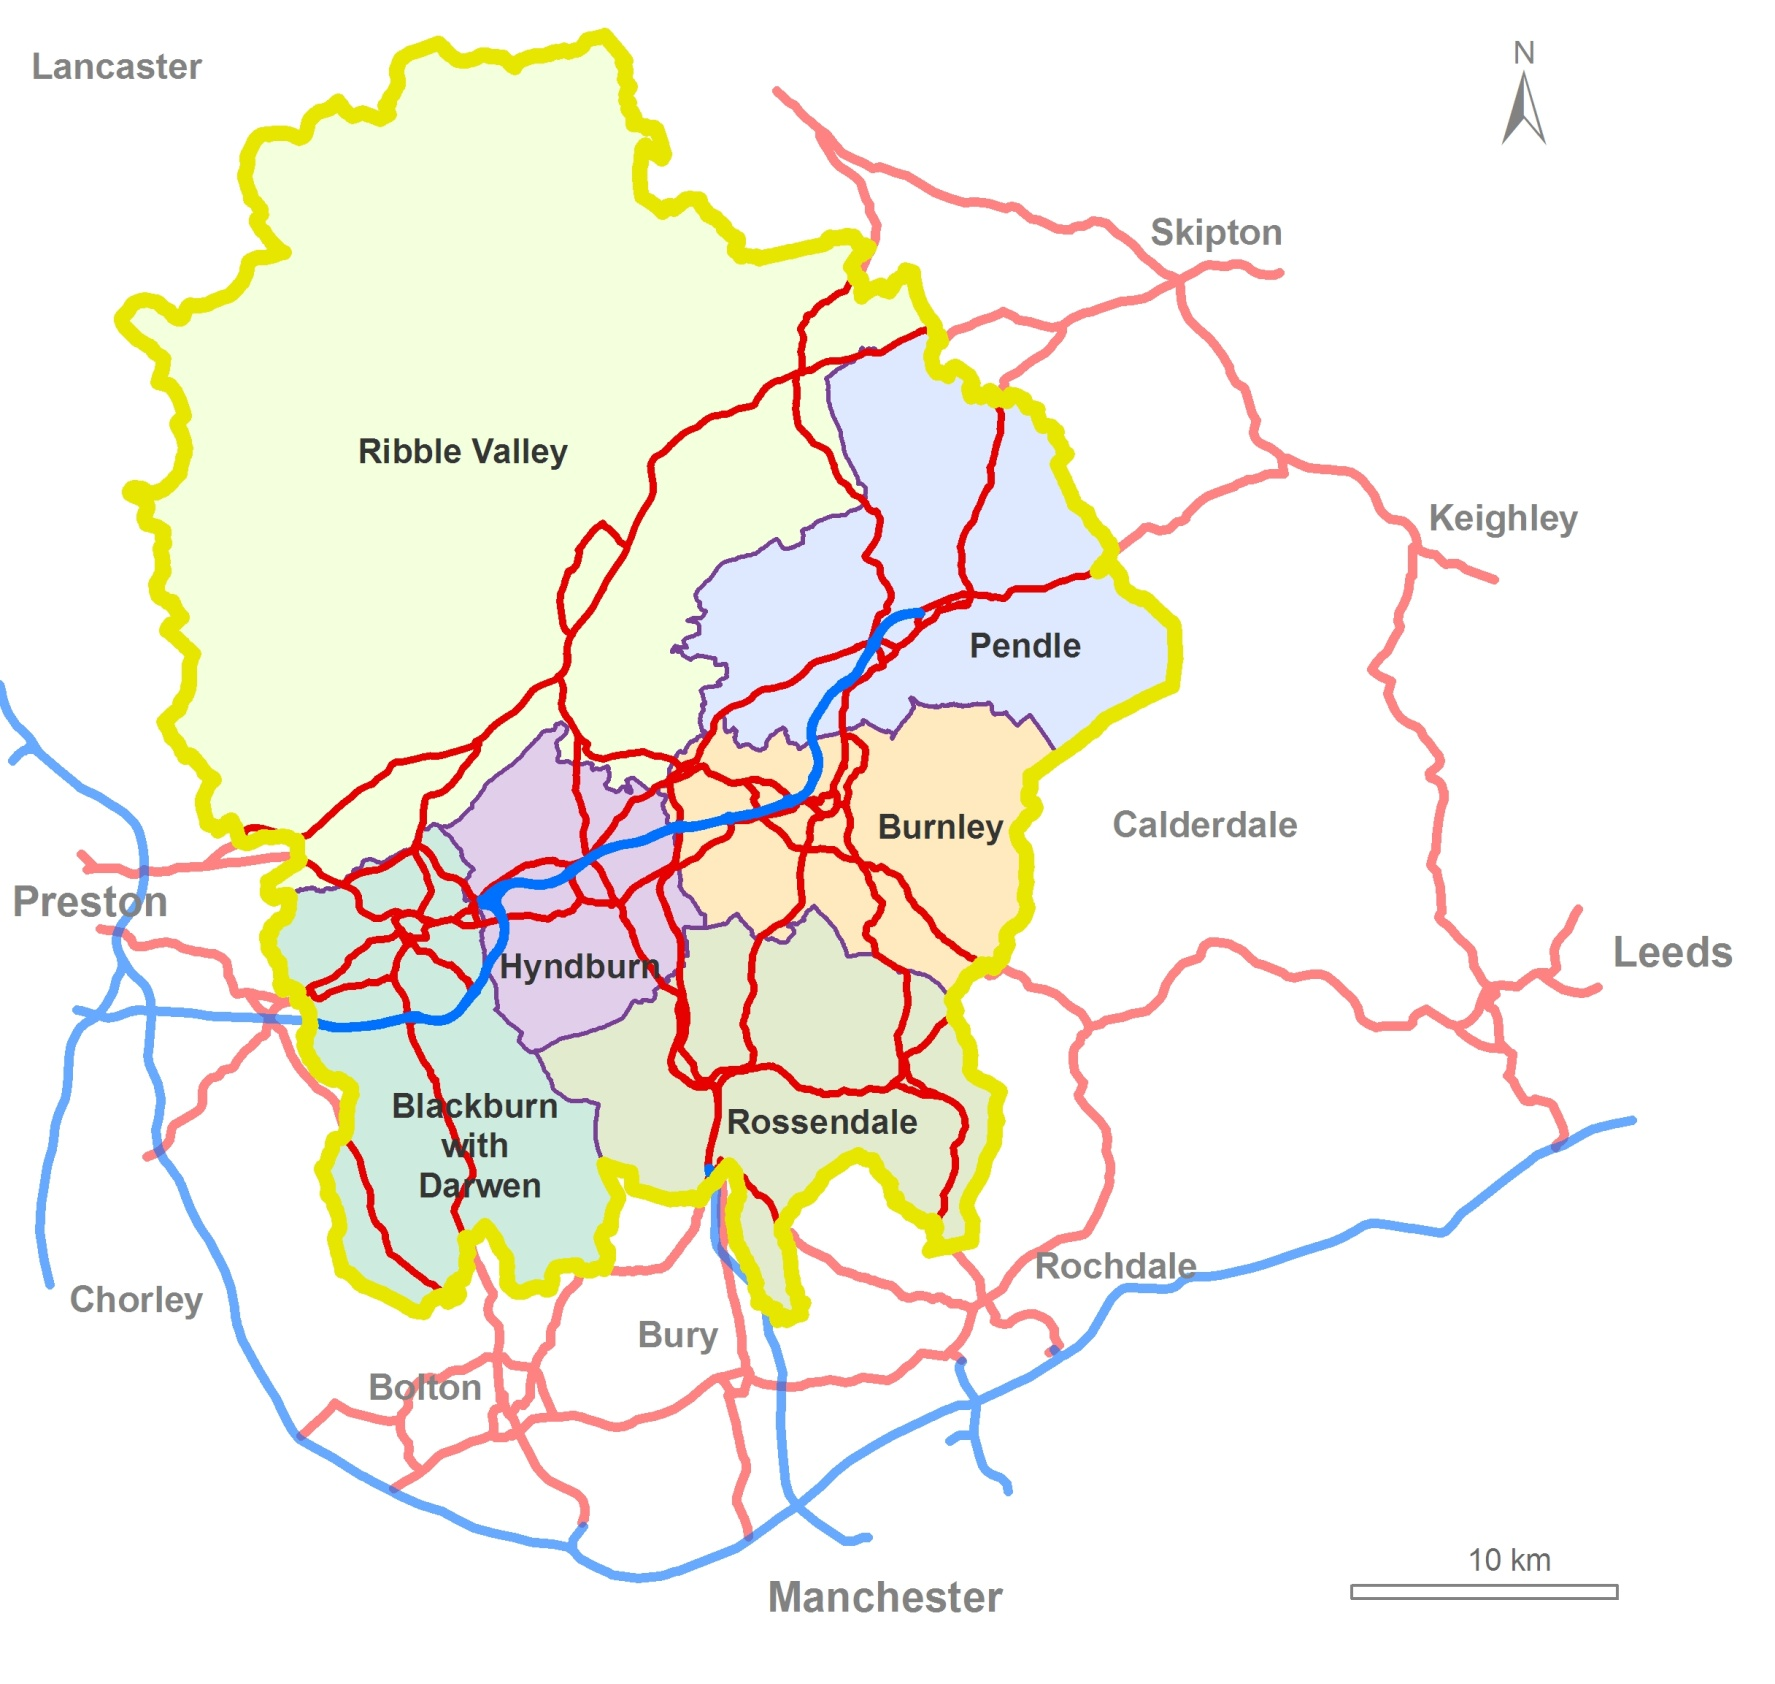 N
Lancaster
Skipton
Ribble Valley
Keighley
Pendle
Burnley
Calderdale
Preston
Leeds
Hyndburn
Blackburn
with
Darwen
Rossendale
Rochdale
Chorley
Bury
Bolton
10 km
Manchester